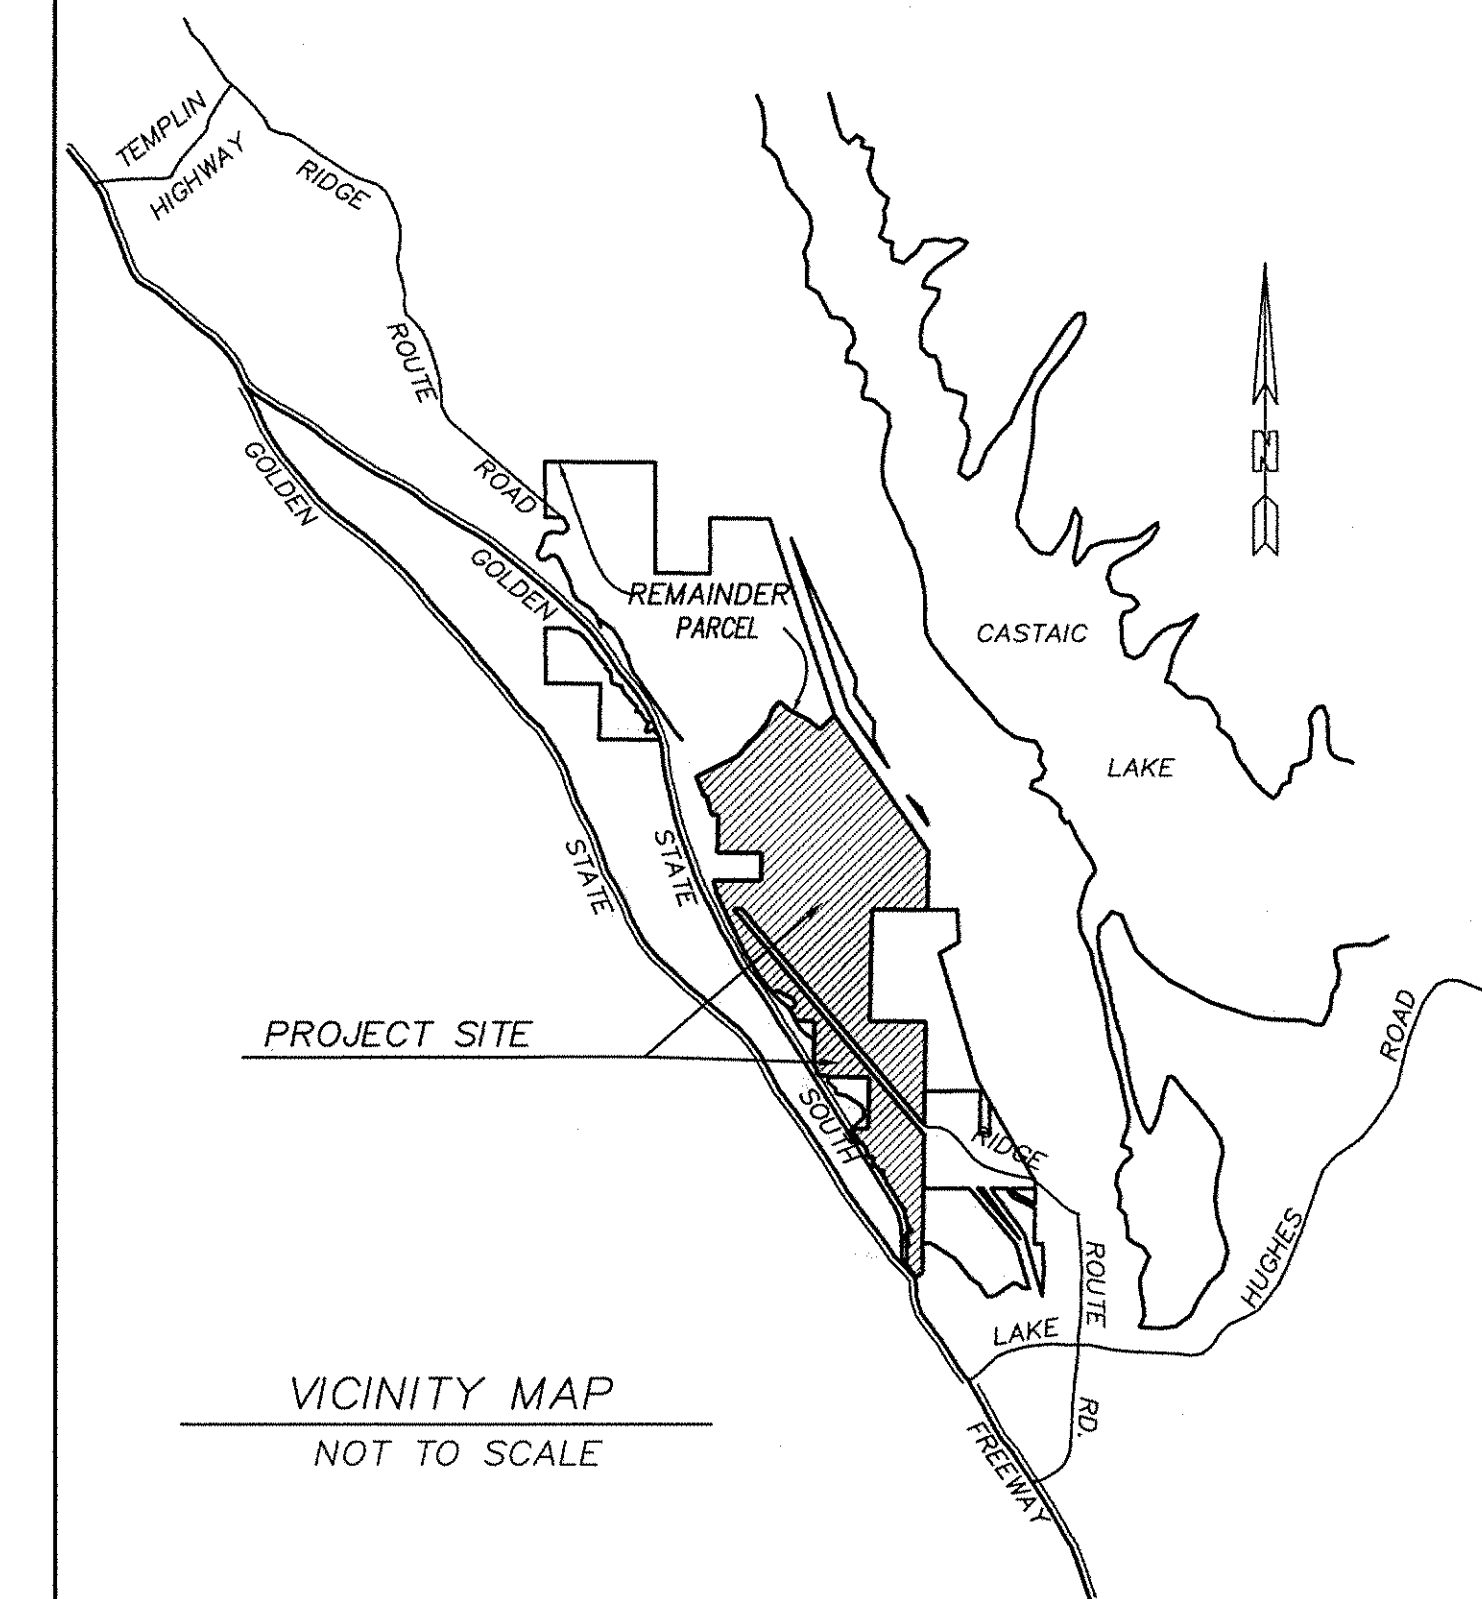 TEMPLIN
HIGHWAY
RIDGE
ROUTE
ROAD
GOLDEN
GOLDEN
REMAINDER
PARCEL
CASTAIC
LAKE
N
STATE
STATE
PROJECT SITE
SOUTH
RIDGE
ROUTE
RD.
LAKE
HUGHES
ROAD
FREEWAY
VICINITY MAP
NOT TO SCALE